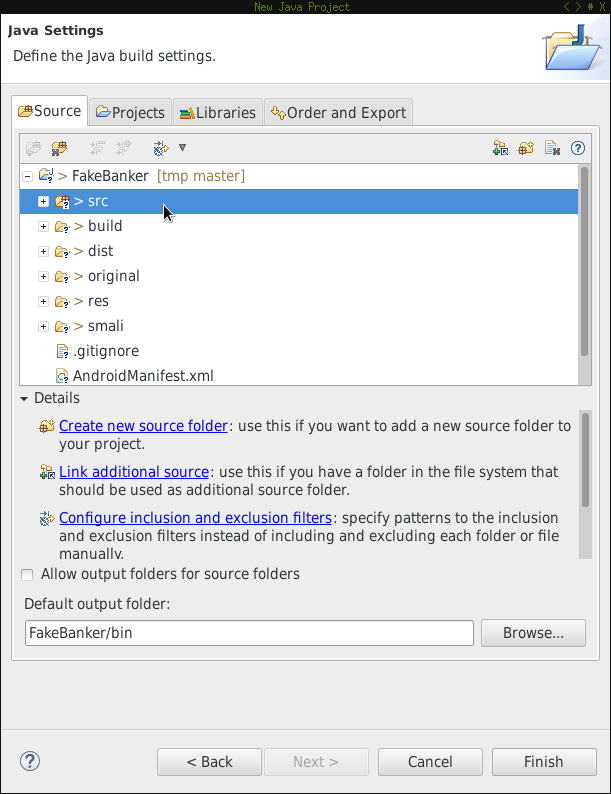 New Java Project
< > # X
Java Settings
Define the Java build settings.
Source
Projects
Libraries
Order and Export
> FakeBanker [tmp master]
> src
> build
> dist
> original
> res
> smali
.gitignore
AndroidManifest.xml
Details
Create new source folder: use this if you want to add a new source folder to
your project.
Link additional source: use this if you have a folder in the file system that
should be used as additional source folder.
Configure inclusion and exclusion filters: specify patterns to the inclusion
and exclusion filters instead of including and excluding each folder or file
manually.
Allow output folders for source folders
Default output folder:
FakeBanker/bin
Browse...
< Back
Next >
Cancel
Finish